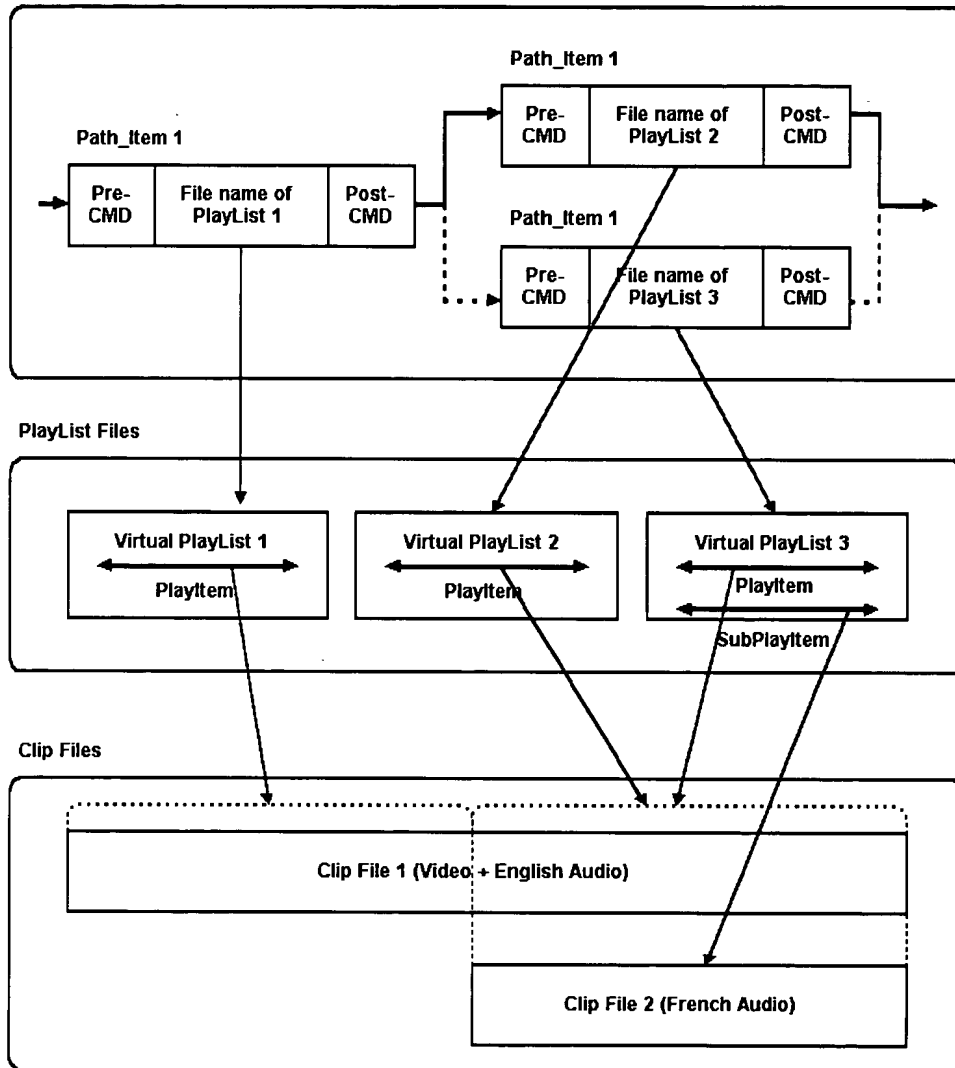 Path_Item 1
Pre-
CMD
File name of
PlayList 1
Post-
CMD
Path_Item 1
Pre-
CMD
File name of
PlayList 2
Post-
CMD
Path_Item 1
Pre-
CMD
File name of
PlayList 3
Post-
CMD
PlayList Files
Virtual PlayList 1
PlayItem
Virtual PlayList 2
PlayItem
Virtual PlayList 3
PlayItem
SubPlayItem
Clip Files
Clip File 1 (Video + English Audio)
Clip File 2 (French Audio)